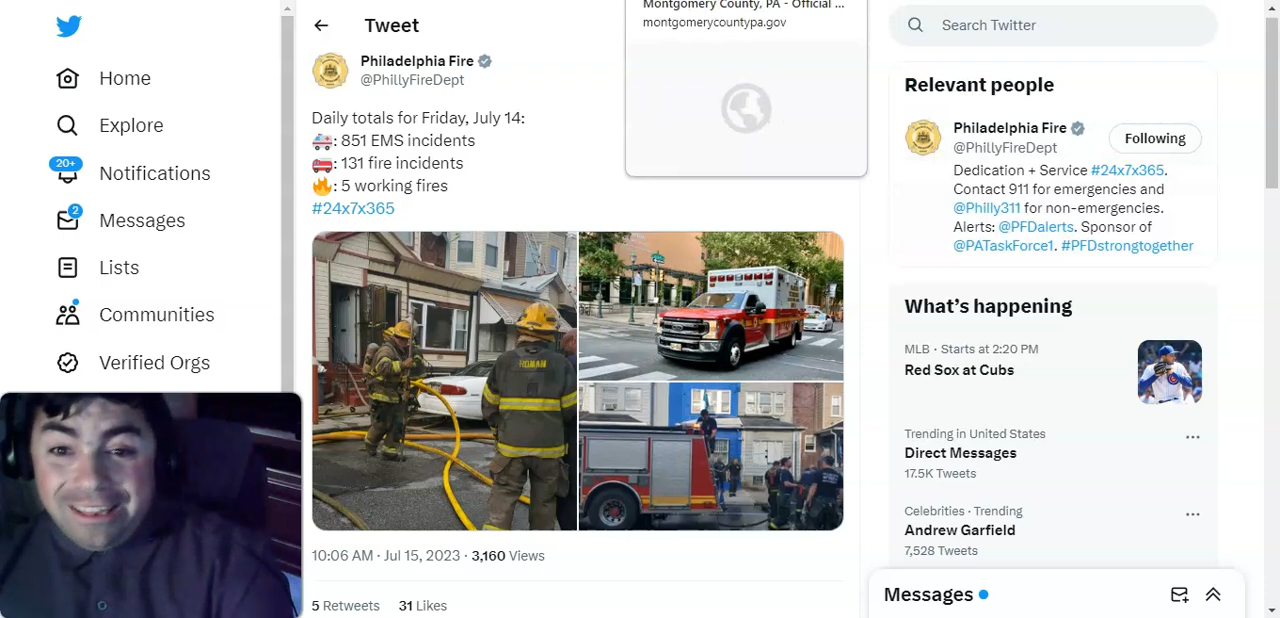 Home
Explore
20+
Notifications
2
Messages
Lists
Communities
Verified Orgs
Tweet
Philadelphia Fire
@PhillyFireDept
Daily totals for Friday, July 14:
: 851 EMS incidents
: 131 fire incidents
: 5 working fires
#24x7x365
ROMAN
10:06 AM · Jul 15, 2023 · 3,160 Views
5 Retweets 31 Likes
Montgomery County, PA - Official ...
montgomerycountypa.gov
Search Twitter
Relevant people
Philadelphia Fire
@PhillyFireDept
Following
Dedication + Service #24x7x365.
Contact 911 for emergencies and
@Philly311 for non-emergencies.
Alerts: @PFDalerts. Sponsor of
@PATaskForce1. #PFDstrongtogether
What's happening
MLB · Starts at 2:20 PM
Red Sox at Cubs
Trending in United States
Direct Messages
17.5K Tweets
Celebrities · Trending
Andrew Garfield
7,528 Tweets
Messages